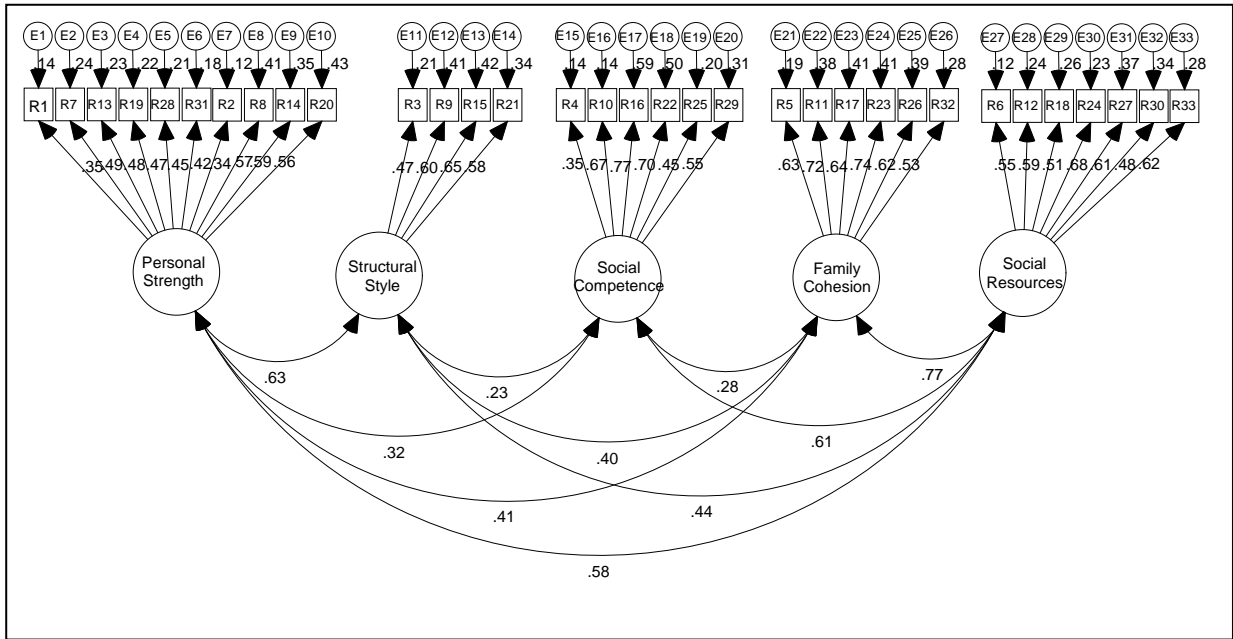 E1 E2 E3 E4 E5 E6 E7 E8 E9 E10 E11 E12 E13 E14 E15 E16 E17 E18 E19 E20 E21 E22 E23 E24 E25 E26 E27 E28 E29 E30 E31 E32 E33
.14 .24 .23 .22 .21 .18 .12 .41 .35 .43 .21 .41 .42 .34 .14 .14 .59 .50 .20 .31 .19 .38 .41 .41 .39 .28 .12 .24 .26 .23 .37 .34 .28
R1 R7 R13 R19 R28 R31 R2 R8 R14 R20 R3 R9 R15 R21 R4 R10 R16 R22 R25 R29 R5 R11 R17 R23 R26 R32 R6 R12 R18 R24 R27 R30 R33
.35 .49 .48 .47 .45 .42 .34 .57 .59 .56 .47 .60 .65 .58 .35 .67 .77 .70 .45 .55 .63 .72 .64 .74 .62 .53 .55 .59 .51 .68 .61 .48 .62
Personal
Strength
Structural
Style
Social
Competence
Family
Cohesion
Social
Resources
.63
.23
.28
.77
.32
.40
.61
.41
.44
.58